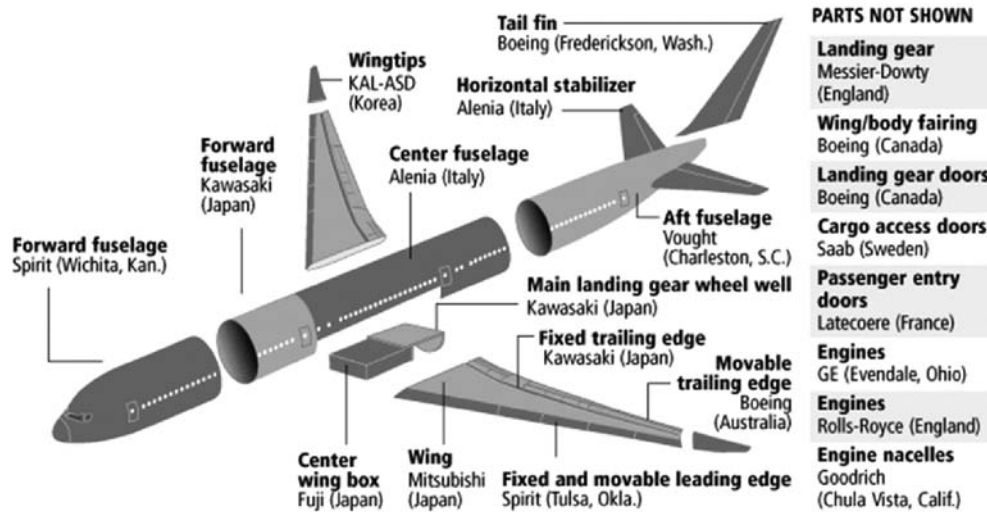 Tail fin
Boeing (Frederickson, Wash.)
Wingtips
KAL-ASD
(Korea)
Horizontal stabilizer
Alenia (Italy)
Forward
fuselage
Kawasaki
(Japan)
Center fuselage
Alenia (Italy)
Aft fuselage
Vought
(Charleston, S.C.)
Forward fuselage
Spirit (Wichita, Kan.)
Main landing gear wheel well
Kawasaki (Japan)
Fixed trailing edge
Kawasaki (Japan)
Movable
trailing edge
Boeing
(Australia)
Center
wing box
Fuji (Japan)
Wing
Mitsubishi
(Japan)
Fixed and movable leading edge
Spirit (Tulsa, Okla.)
PARTS NOT SHOWN
Landing gear
Messier-Dowty
(England)
Wing/body fairing
Boeing (Canada)
Landing gear doors
Boeing (Canada)
Cargo access doors
Saab (Sweden)
Passenger entry
doors
Latecoere (France)
Engines
GE (Evendale, Ohio)
Engines
Rolls-Royce (England)
Engine nacelles
Goodrich
(Chula Vista, Calif.)